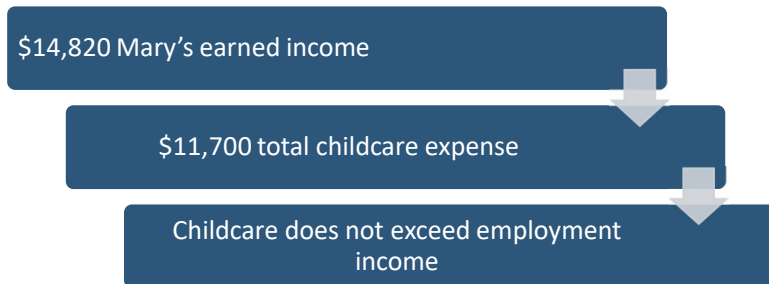 $14,820 Mary’s earned income
$11,700 total childcare expense
Childcare does not exceed employment
income